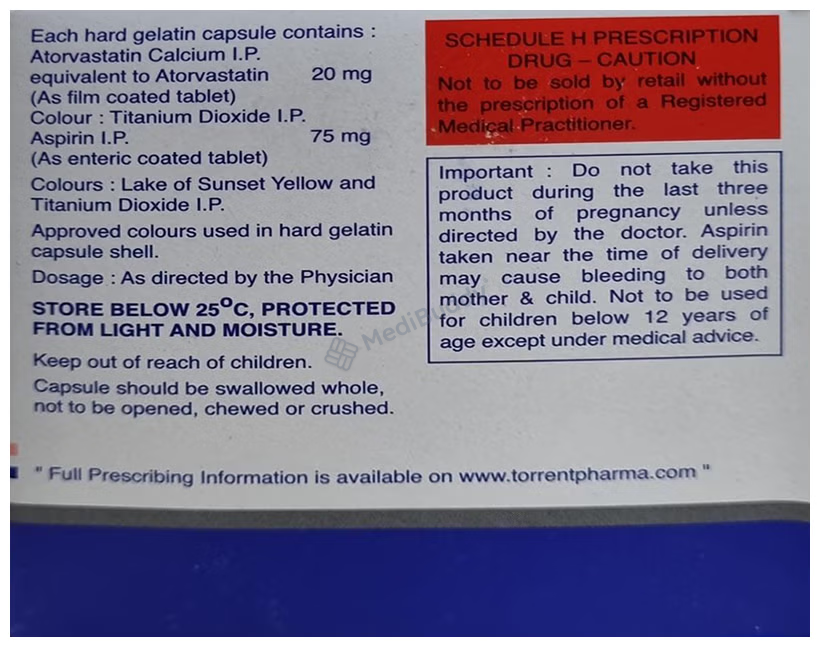 Each hard gelatin capsule contains :
Atorvastatin Calcium I.P.
equivalent to Atorvastatin 20 mg
(As film coated tablet)
Colour : Titanium Dioxide I.P.
Aspirin I.P. 75 mg
(As enteric coated tablet)
Colours : Lake of Sunset Yellow and
Titanium Dioxide I.P.
Approved colours used in hard gelatin
capsule shell.
Dosage : As directed by the Physician
STORE BELOW 25°C, PROTECTED
FROM LIGHT AND MOISTURE.
Keep out of reach of children.
Capsule should be swallowed whole,
not to be opened, chewed or crushed.
SCHEDULE H PRESCRIPTION
DRUG – CAUTION
Not to be sold by retail without
the prescription of a Registered
Medical Practitioner.
Important : Do not take this
product during the last three
months of pregnancy unless
directed by the doctor. Aspirin
taken near the time of delivery
may cause bleeding to both
mother & child. Not to be used
for children below 12 years of
age except under medical advice.
MediBuddy
" Full Prescribing Information is available on www.torrentpharma.com "